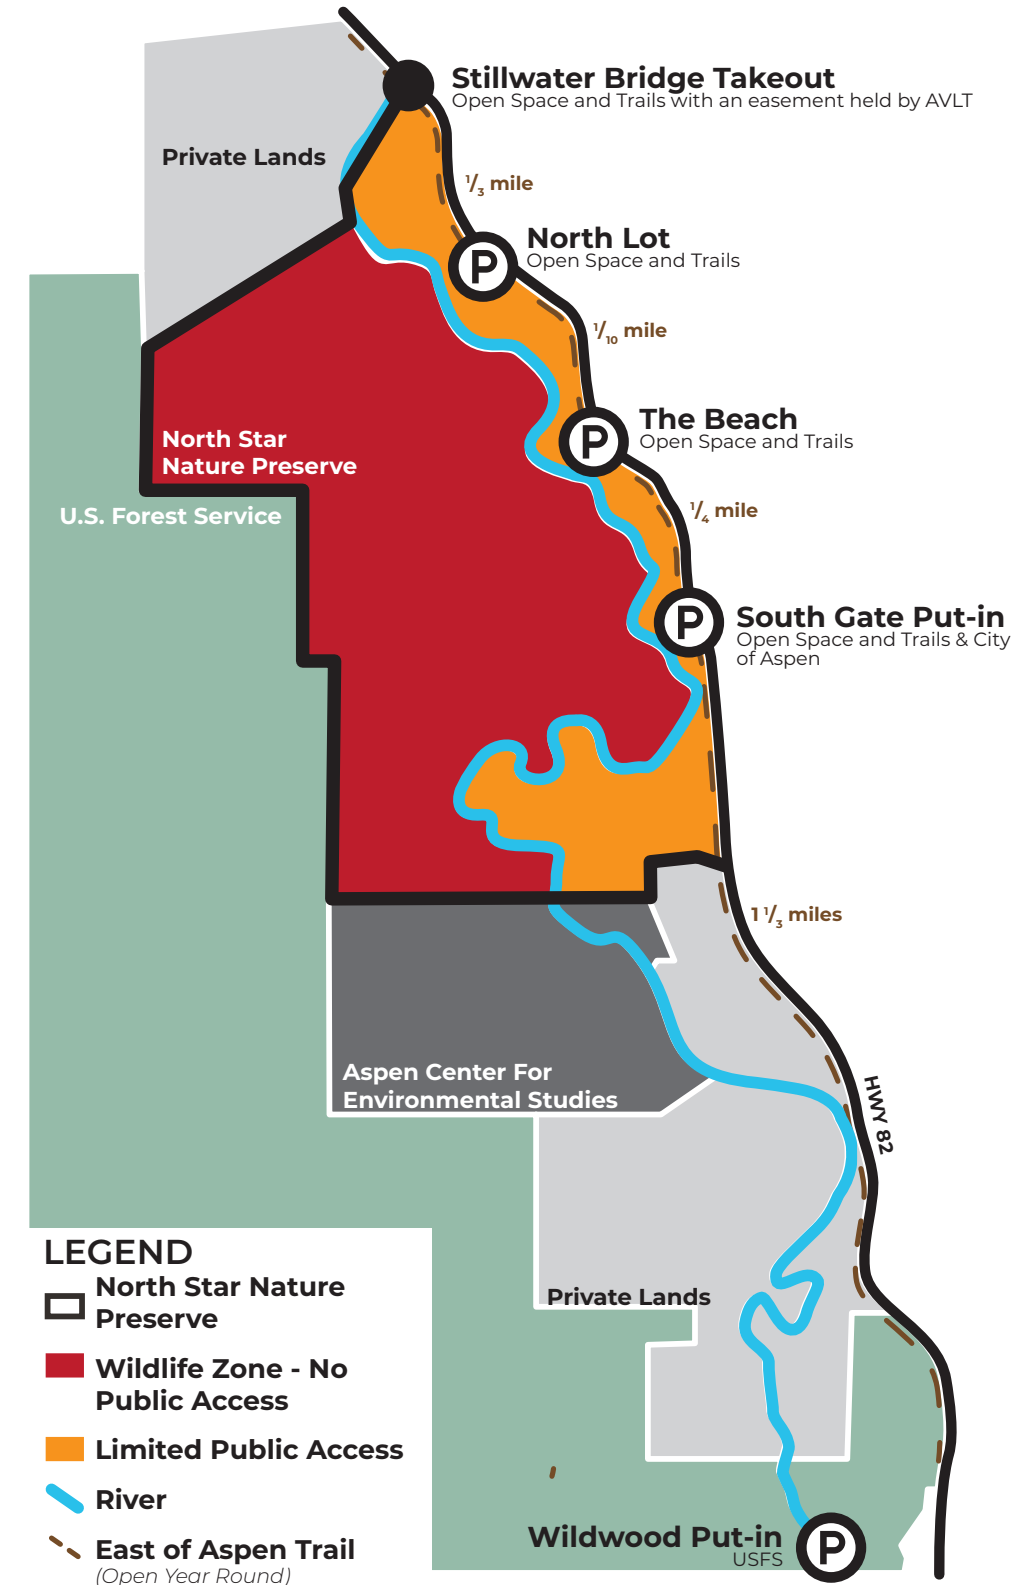 Stillwater Bridge Takeout
Open Space and Trails with an easement held by AVLT
Private Lands
1/3 mile
North Lot
Open Space and Trails
P
1/10 mile
The Beach
Open Space and Trails
P
North Star
Nature Preserve
U.S. Forest Service
1/4 mile
South Gate Put-in
Open Space and Trails & City
of Aspen
P
1 1/3 miles
Aspen Center For
Environmental Studies
HWY 82
Private Lands
LEGEND
North Star Nature
Preserve
Wildlife Zone - No
Public Access
Limited Public Access
River
East of Aspen Trail
(Open Year Round)
Wildwood Put-in
USFS
P